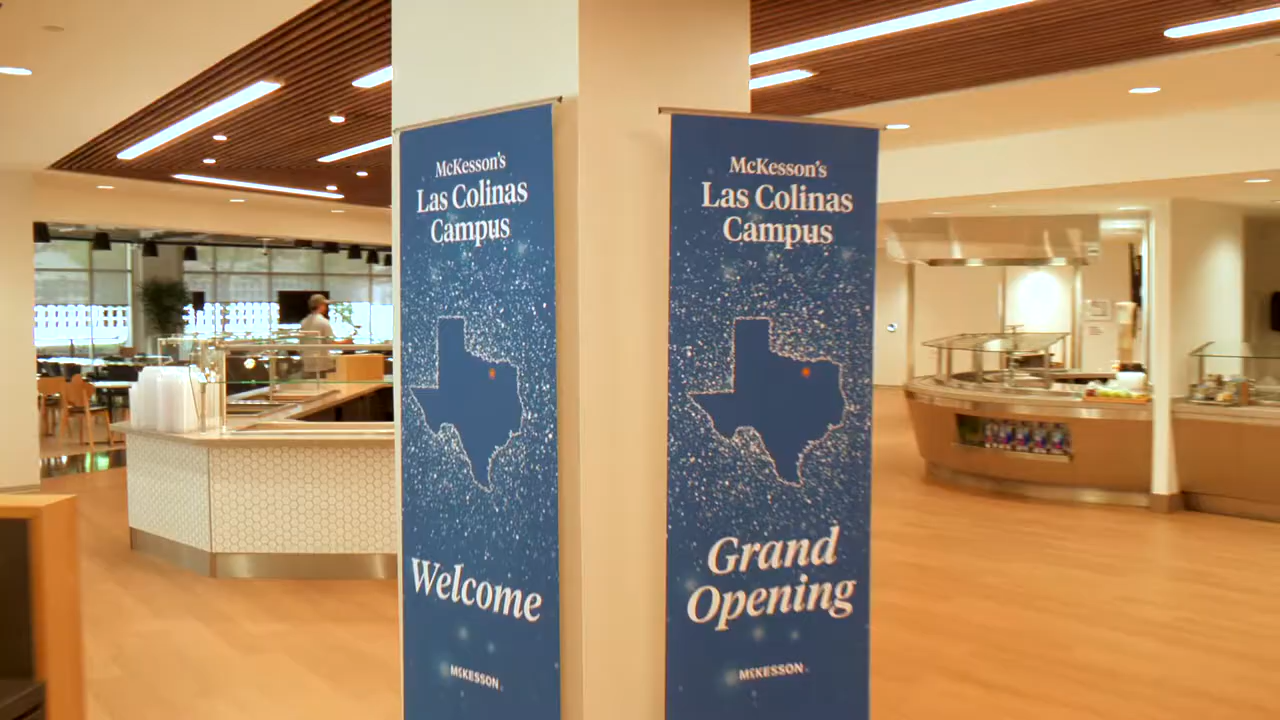 McKesson's
Las Colinas
Campus
Welcome
MCKESSON
McKesson's
Las Colinas
Campus
Grand
Opening
MCKESSON